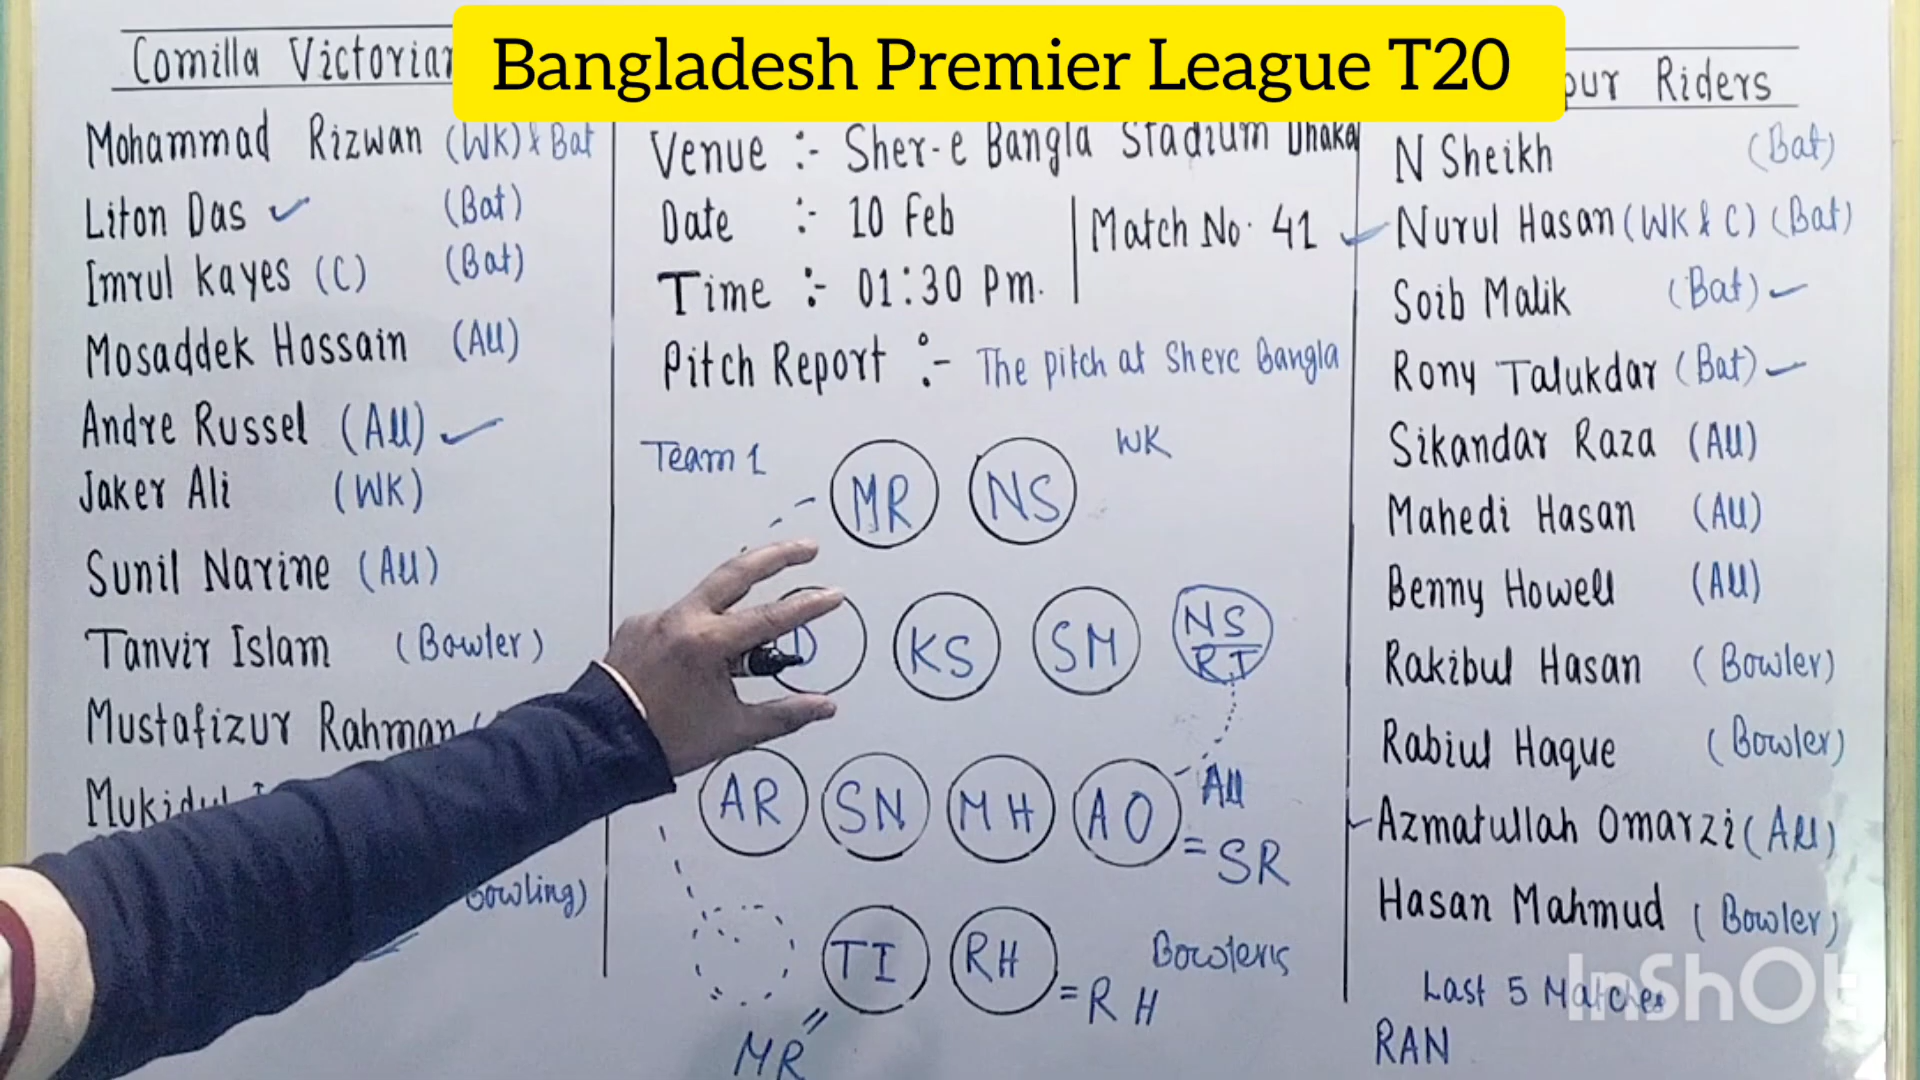 Bangladesh Premier League T20
Comilla Victorian
Mohammad Rizwan (WK) & Bat
Liton Das ✓ (Bat)
Imrul Kayes (C) (Bat)
Mosaddek Hossain (All)
Andre Russel (All) ✓
Jaker Ali (WK)
Sunil Narine (All)
Tanvir Islam (Bowler)
Mustafizur Rahman
Mukidul
Bowling)
Venue :- Sher-e Bangla Stadium Dhaka
Date :- 10 Feb
Match No. 41
Time :- 01:30 Pm.
Pitch Report :- The pitch at Shere Bangla
Team 1
WK
MR NS
D KS SM NS
RT
AR SN MH AO All
= SR
TI RH Bowlers
= RH
MR
pur Riders
N Sheikh (Bat)
✓ Nurul Hasan (WK & C) (Bat)
Soib Malik (Bat) ✓
Rony Talukdar (Bat) ✓
Sikandar Raza (All)
Mahedi Hasan (All)
Benny Howell (All)
Rakibul Hasan (Bowler)
Rabiul Haque (Bowler)
Azmatullah Omarzi (All)
Hasan Mahmud (Bowler)
Last 5 Matches
RAN
InShOt